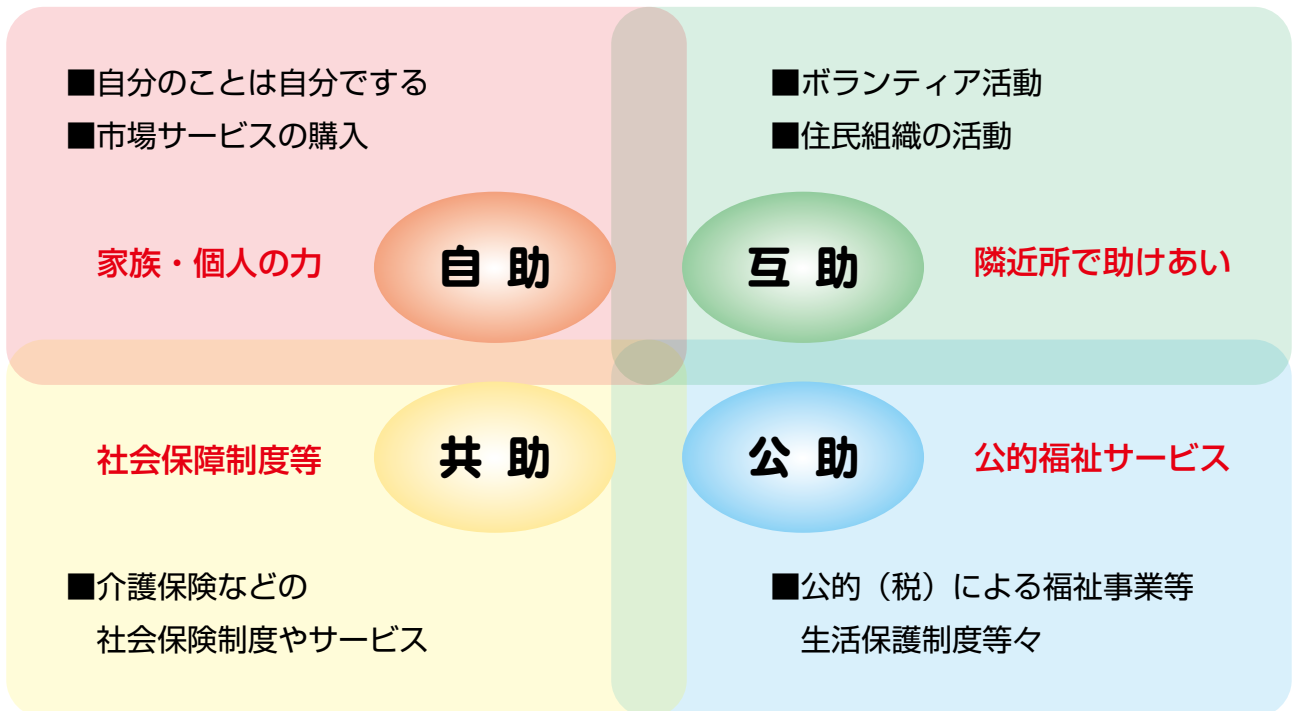 ■自分のことは自分でする
■市場サービスの購入
家族・個人の力
自助
■ボランティア活動
■住民組織の活動
互助
隣近所で助けあい
社会保障制度等
共助
■介護保険などの
社会保険制度やサービス
公助
公的福祉サービス
■公的（税）による福祉事業等
生活保護制度等々